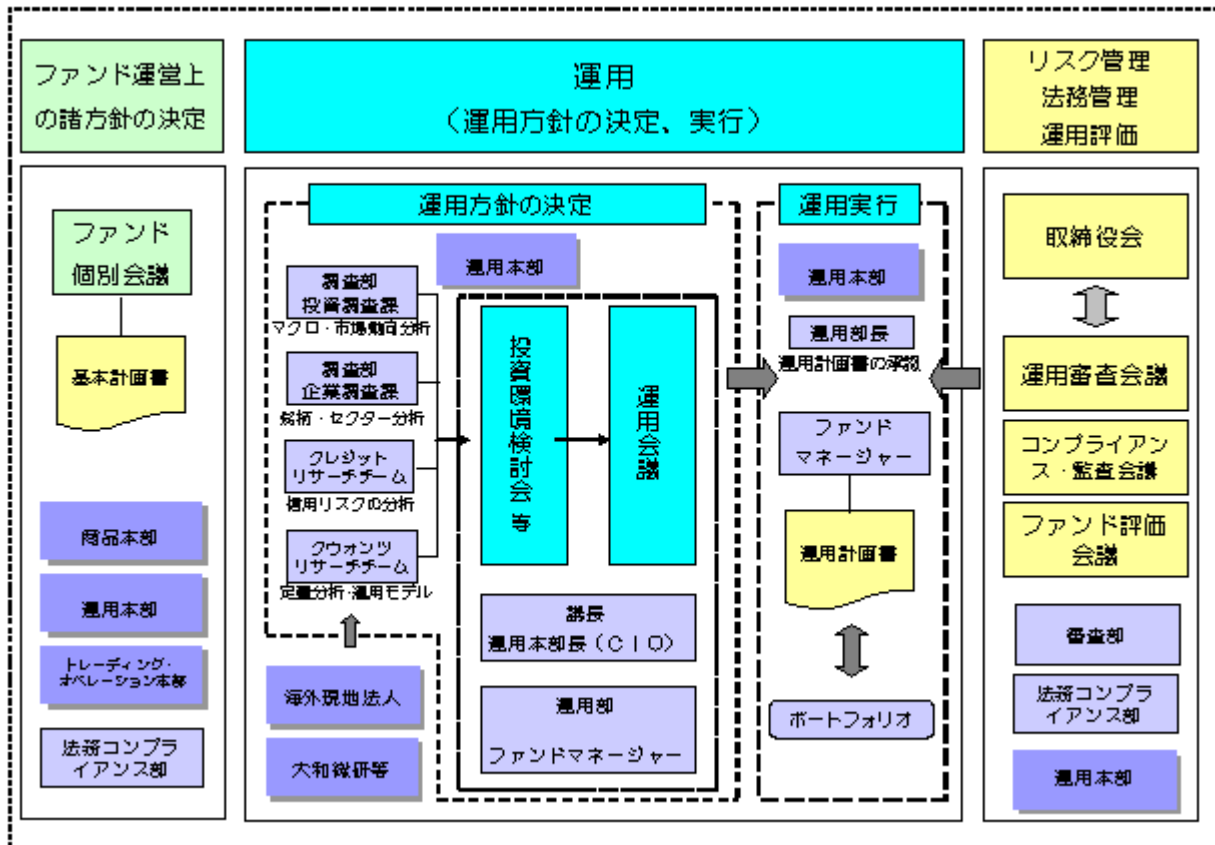 ファンド運営上
の諸方針の決定
運用
（運用方針の決定、実行）
リスク管理
法務管理
運用評価
ファンド
個別会議
基本計画書
商品本部
運用本部
トレーディング・
オペレーション本部
法務コンプラ
イアンス部
運用方針の決定
運用本部
調査部
投資調査課
マクロ・市場動向分析
調査部
企業調査課
銘柄・セクター分析
クレジット
リサーチチーム
信用リスクの分析
クウォンツ
リサーチチーム
定量分析・運用モデル
海外現地法人
大和総研等
投資環境検討会 等
運用会議
議長
運用本部長（ＣＩＯ）
運用部
ファンドマネージャー
運用実行
運用本部
運用部長
運用計画書の承認
ファンド
マネージャー
運用計画書
ポートフォリオ
取締役会
運用審査会議
コンプライアン
ス・監査会議
ファンド評価
会議
審査部
法務コンプラ
イアンス部
運用本部